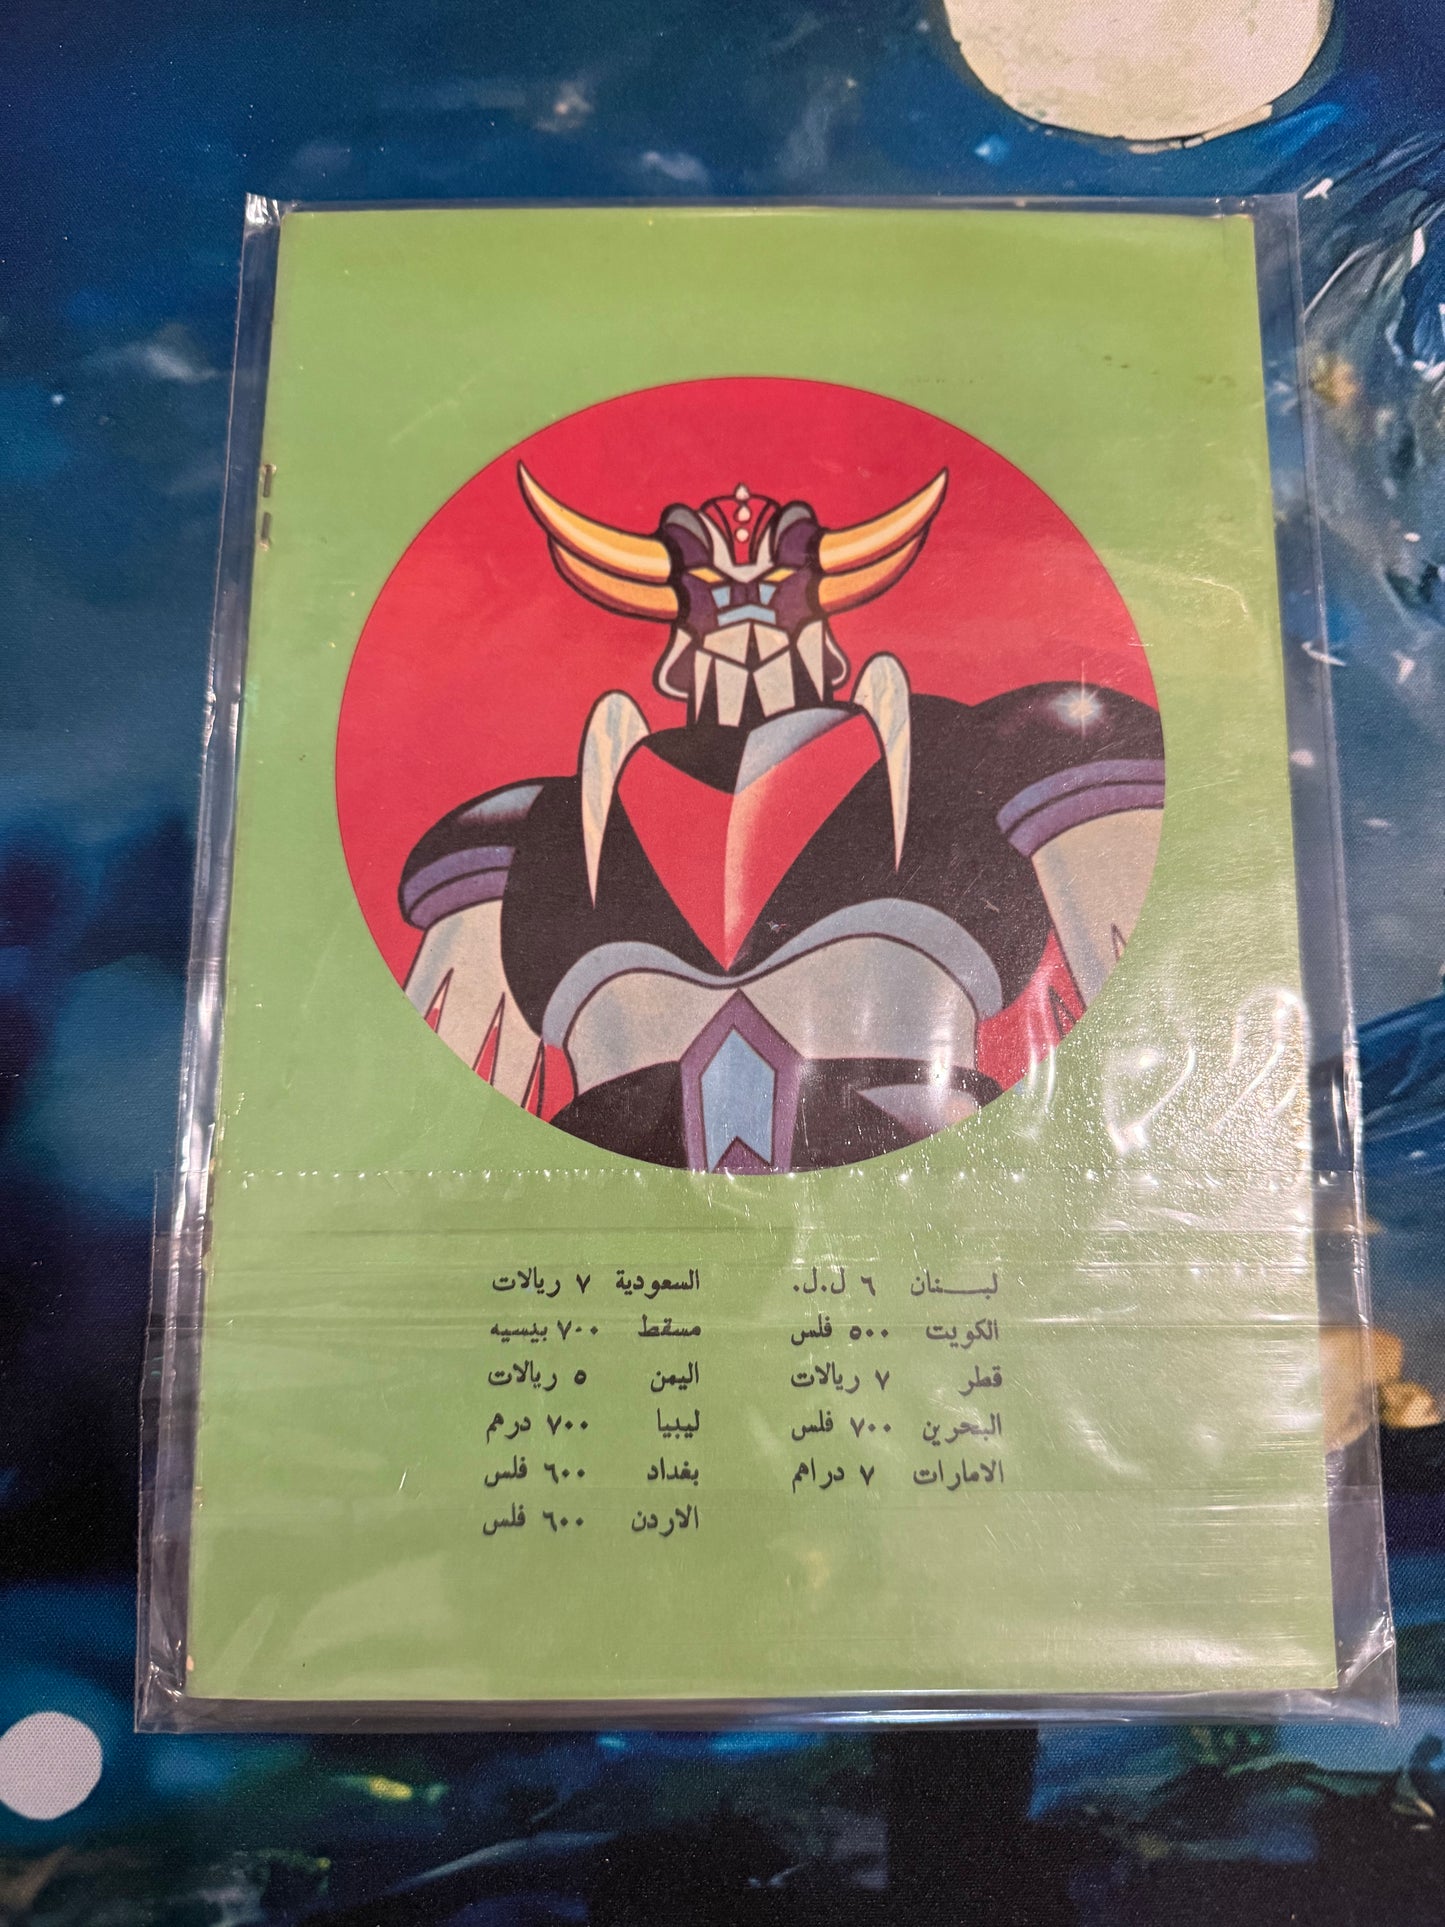 لبـــنان ٦ ل.ل.
الكويت ٥٠٠ فلس
قطر ٧ ريالات
البحرين ٧٠٠ فلس
الامارات ٧ دراهم
السعودية ٧ ريالات
مسقط ٧٠٠ بيسيه
اليمن ٥ ريالات
ليبيا ٧٠٠ درهم
بغداد ٦٠٠ فلس
الاردن ٦٠٠ فلس